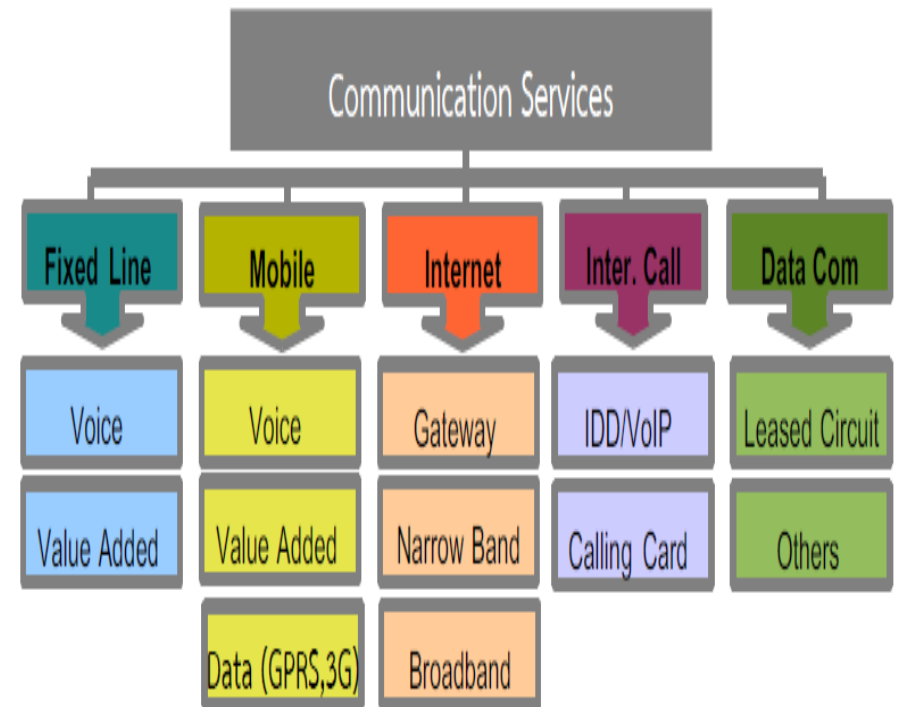 Communication Services
Fixed Line
Mobile
Internet
Inter. Call
Data Com
Voice
Voice
Gateway
IDD/VoIP
Leased Circuit
Value Added
Value Added
Narrow Band
Calling Card
Others
Data (GPRS,3G)
Broadband